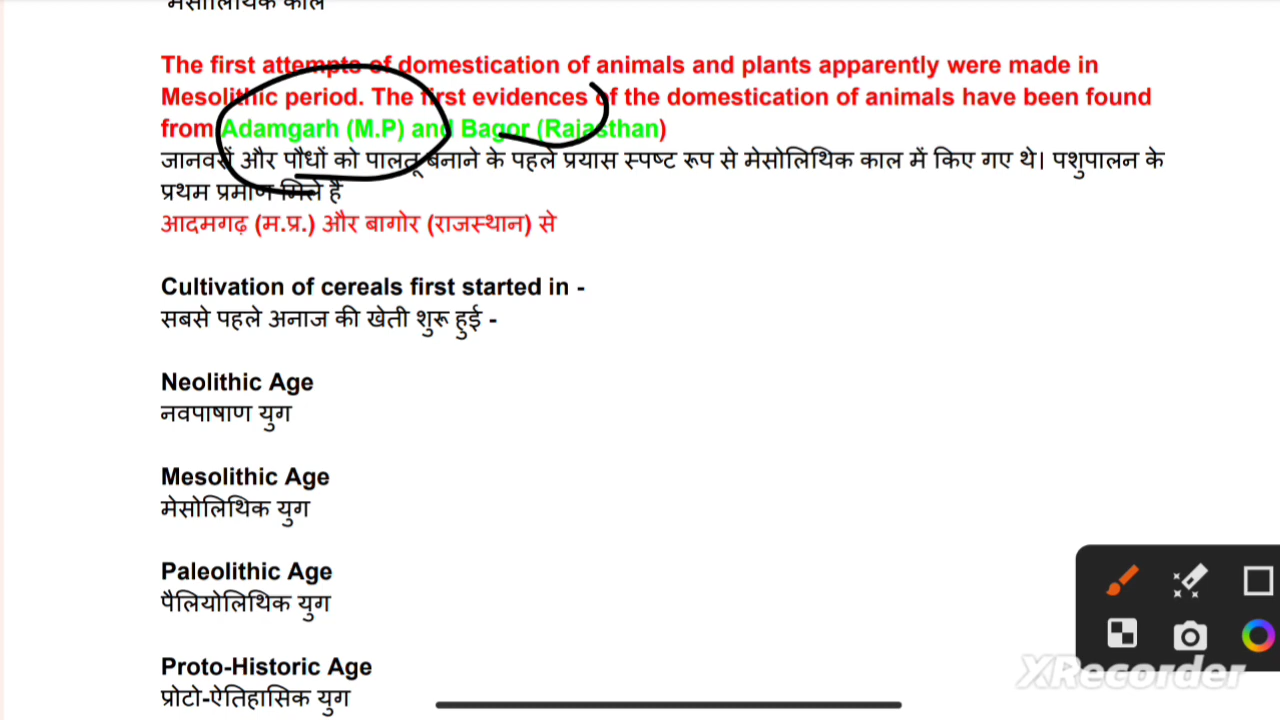 मेसोलिथिक काल
The first attempts of domestication of animals and plants apparently were made in
Mesolithic period. The first evidences of the domestication of animals have been found
from Adamgarh (M.P) and Bagor (Rajasthan)
जानवरों और पौधों को पालतू बनाने के पहले प्रयास स्पष्ट रूप से मेसोलिथिक काल में किए गए थे। पशुपालन के
प्रथम प्रमाण मिले है
आदमगढ़ (म.प्र.) और बागोर (राजस्थान) से
Cultivation of cereals first started in -
सबसे पहले अनाज की खेती शुरू हुई -
Neolithic Age
नवपाषाण युग
Mesolithic Age
मेसोलिथिक युग
Paleolithic Age
पैलियोलिथिक युग
Proto-Historic Age
प्रोटो-ऐतिहासिक युग
XRecorder